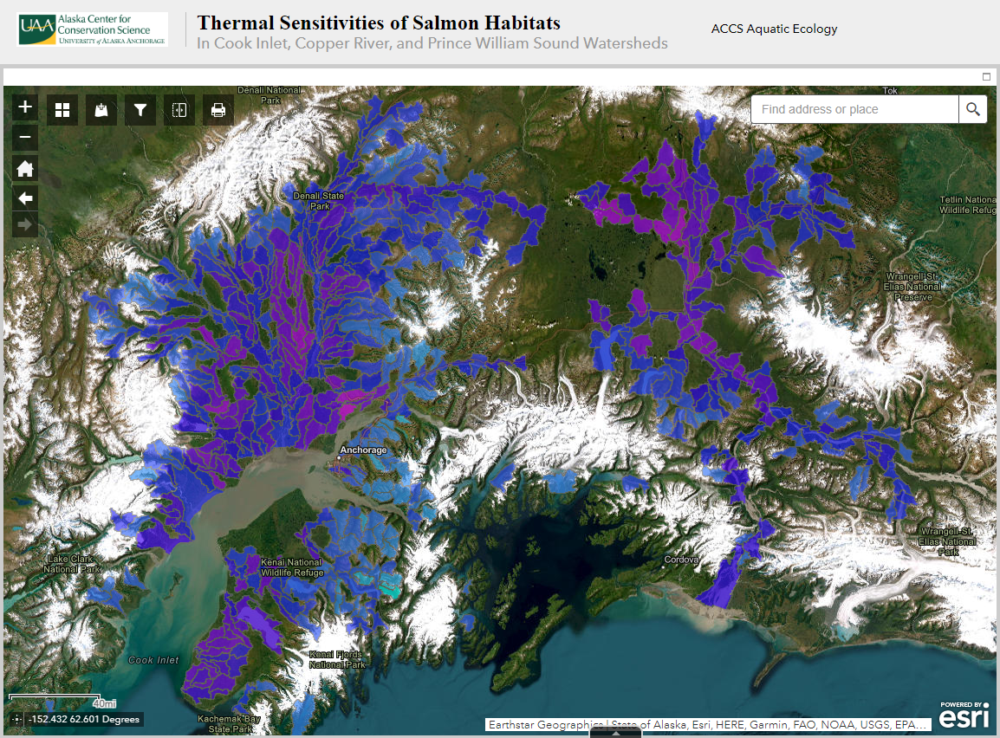 UAA
Alaska Center for
Conservation Science
UNIVERSITY of ALASKA ANCHORAGE
Thermal Sensitivities of Salmon Habitats
In Cook Inlet, Copper River, and Prince William Sound Watersheds
ACCS Aquatic Ecology
Denali National
Park
Tok
Find address or place
Denali State
Park
Tetlin Nationa
Wildlife Refug
Wrangell-St.
Elias National
Preserve
Anchorage
Wrangell-St.
Elias National
Park
Lake Clark
National Park
Kenai National
Wildlife Refuge
Cordova
Kenai Fjords
National Park
Cook Inlet
40mi
-152.432 62.601 Degrees
Kachemak Bay
State Park
Earthstar Geographics | State of Alaska, Esri, HERE, Garmin, FAO, NOAA, USGS, EPA...
POWERED BY
esri